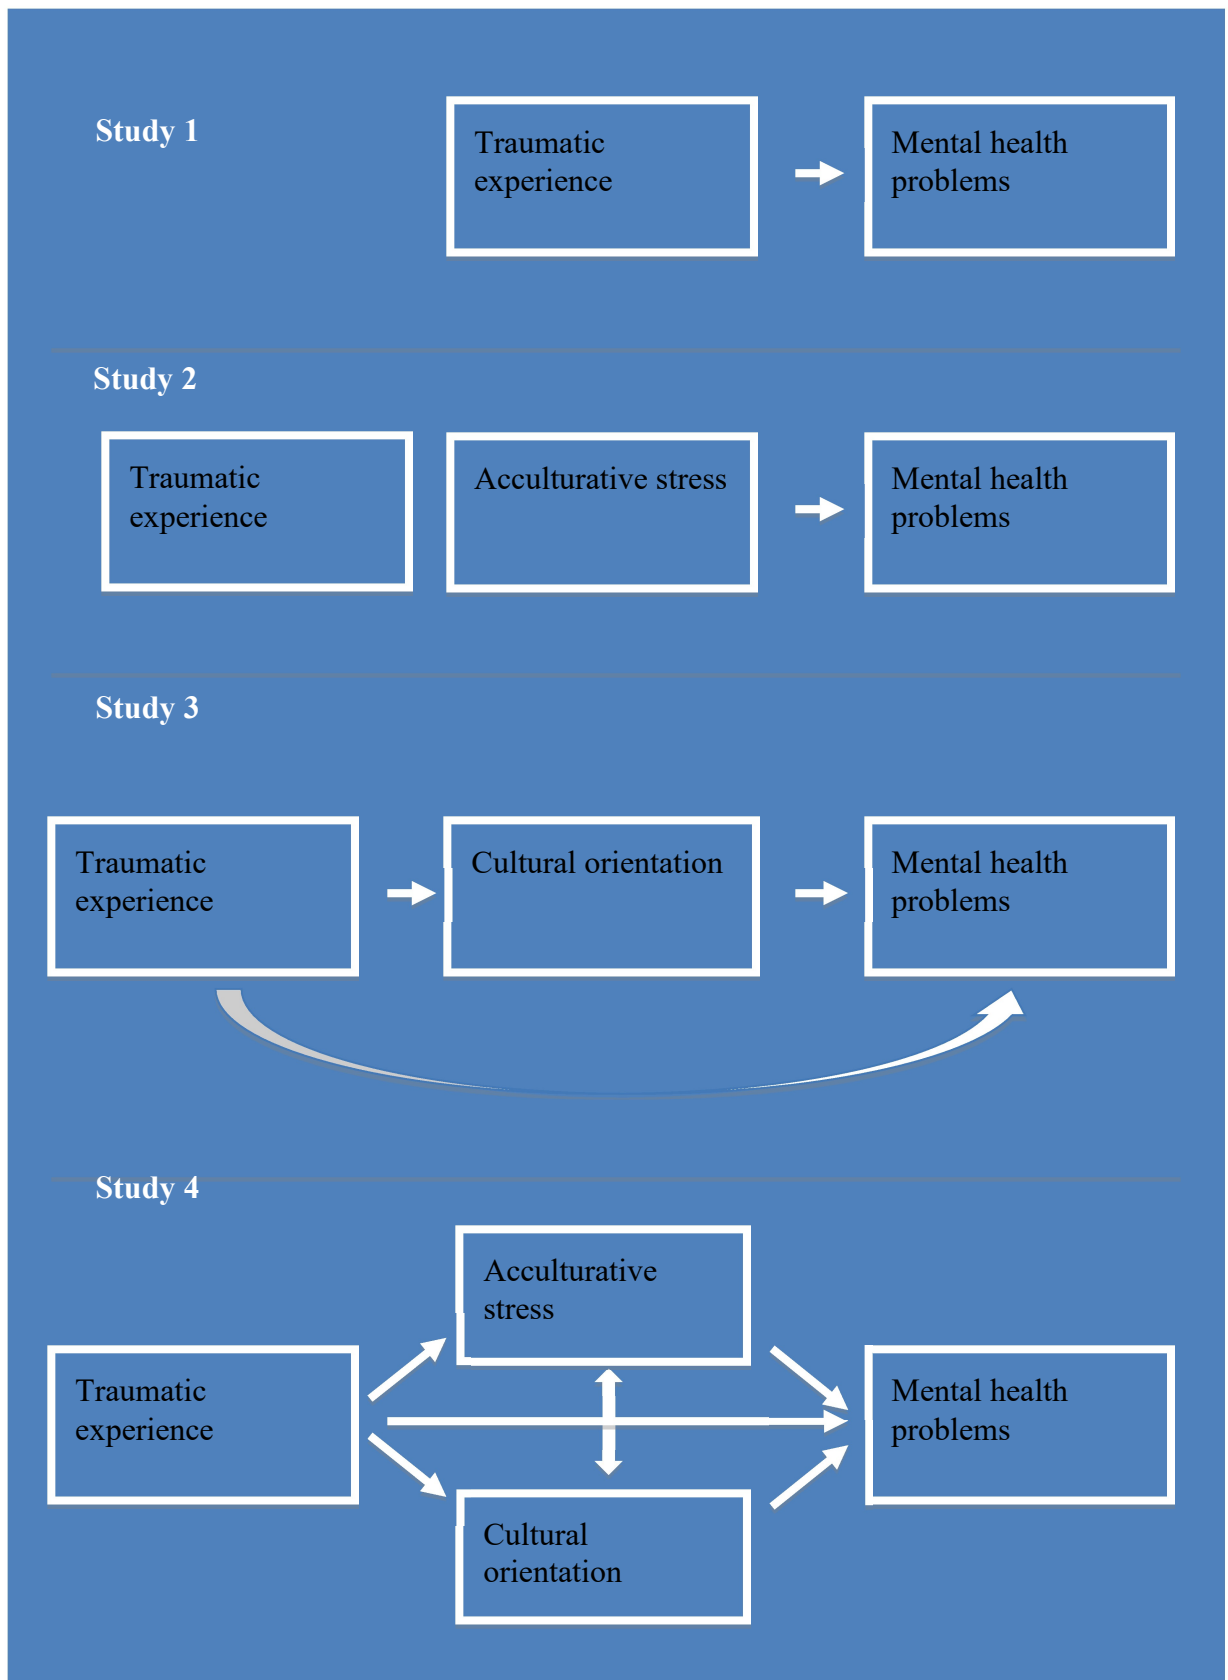 Study 1
Traumatic
experience
Mental health
problems
Study 2
Traumatic
experience
Acculturative stress
Mental health
problems
Study 3
Traumatic
experience
Cultural orientation
Mental health
problems
Study 4
Acculturative
stress
Traumatic
experience
Mental health
problems
Cultural
orientation